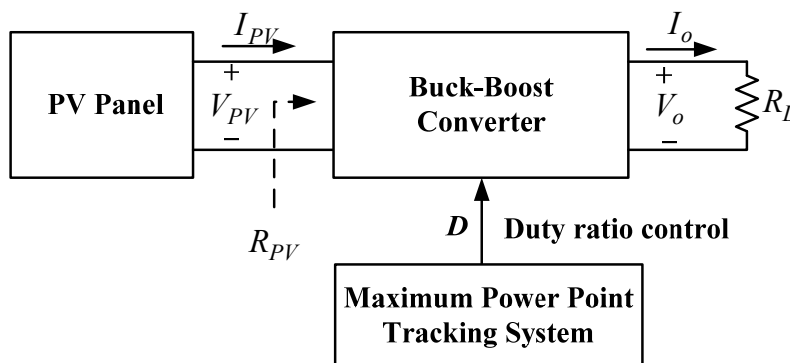 I_PV
I_o
PV Panel
+
V_PV
−
Buck-Boost
Converter
+
V_o
−
R_L
R_PV
D
Duty ratio control
Maximum Power Point
Tracking System